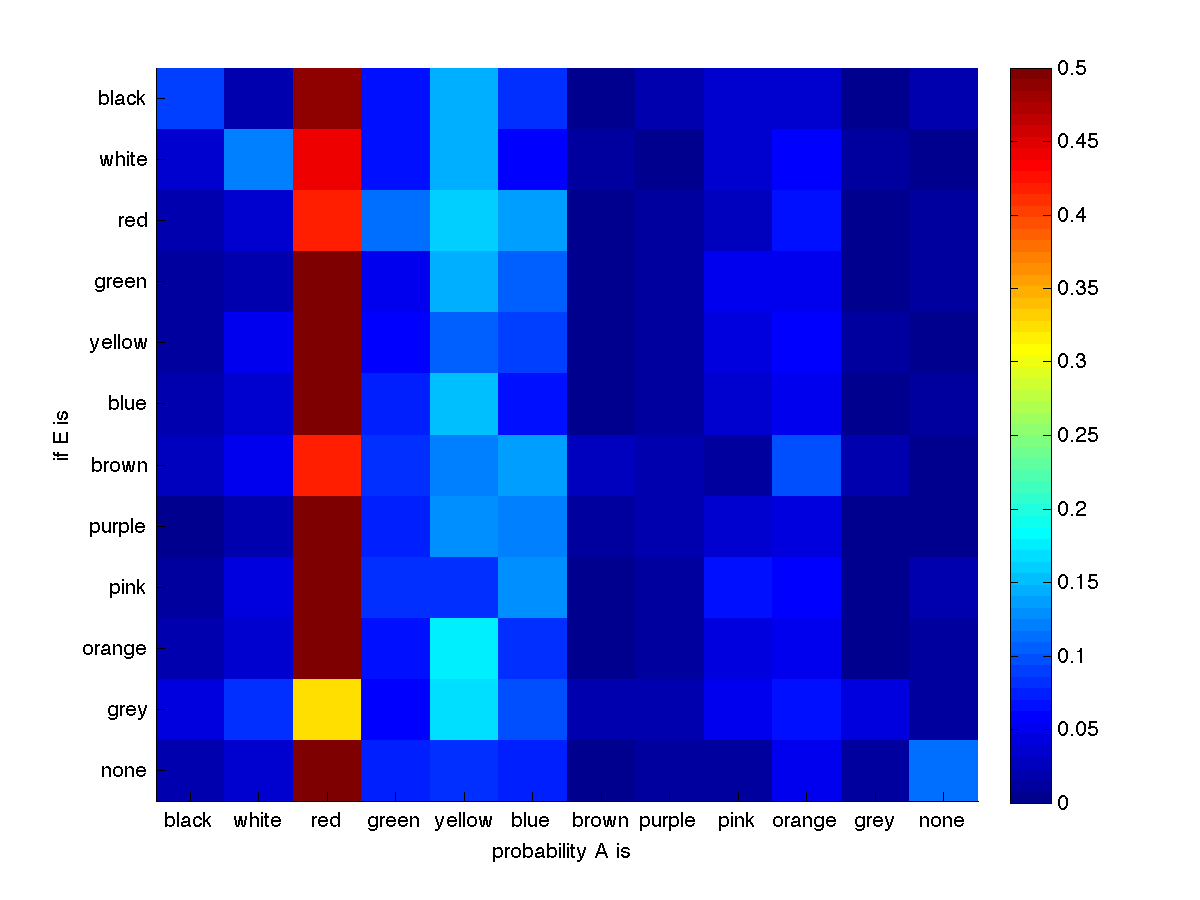 black
white
red
green
yellow
blue
brown
purple
pink
orange
grey
none
if E is
black white red green yellow blue brown purple pink orange grey none
probability A is
0.5
0.45
0.4
0.35
0.3
0.25
0.2
0.15
0.1
0.05
0